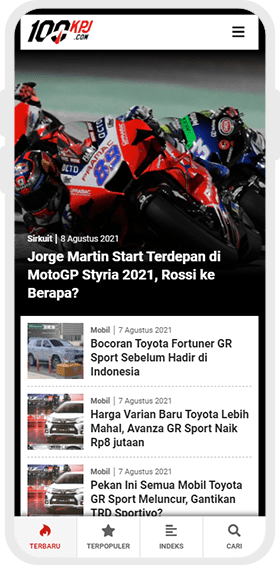 100KPJ
.COM
PRAMAC
89
OCTO
Sirkuit | 8 Agustus 2021
Jorge Martin Start Terdepan di
MotoGP Styria 2021, Rossi ke
Berapa?
Mobil | 7 Agustus 2021
Bocoran Toyota Fortuner GR
Sport Sebelum Hadir di
Indonesia
Mobil | 7 Agustus 2021
Harga Varian Baru Toyota Lebih
Mahal, Avanza GR Sport Naik
Rp8 jutaan
Mobil | 7 Agustus 2021
Pekan Ini Semua Mobil Toyota
GR Sport Meluncur, Gantikan
TRD Sportivo?
TERBARU
TERPOPULER
INDEKS
CARI